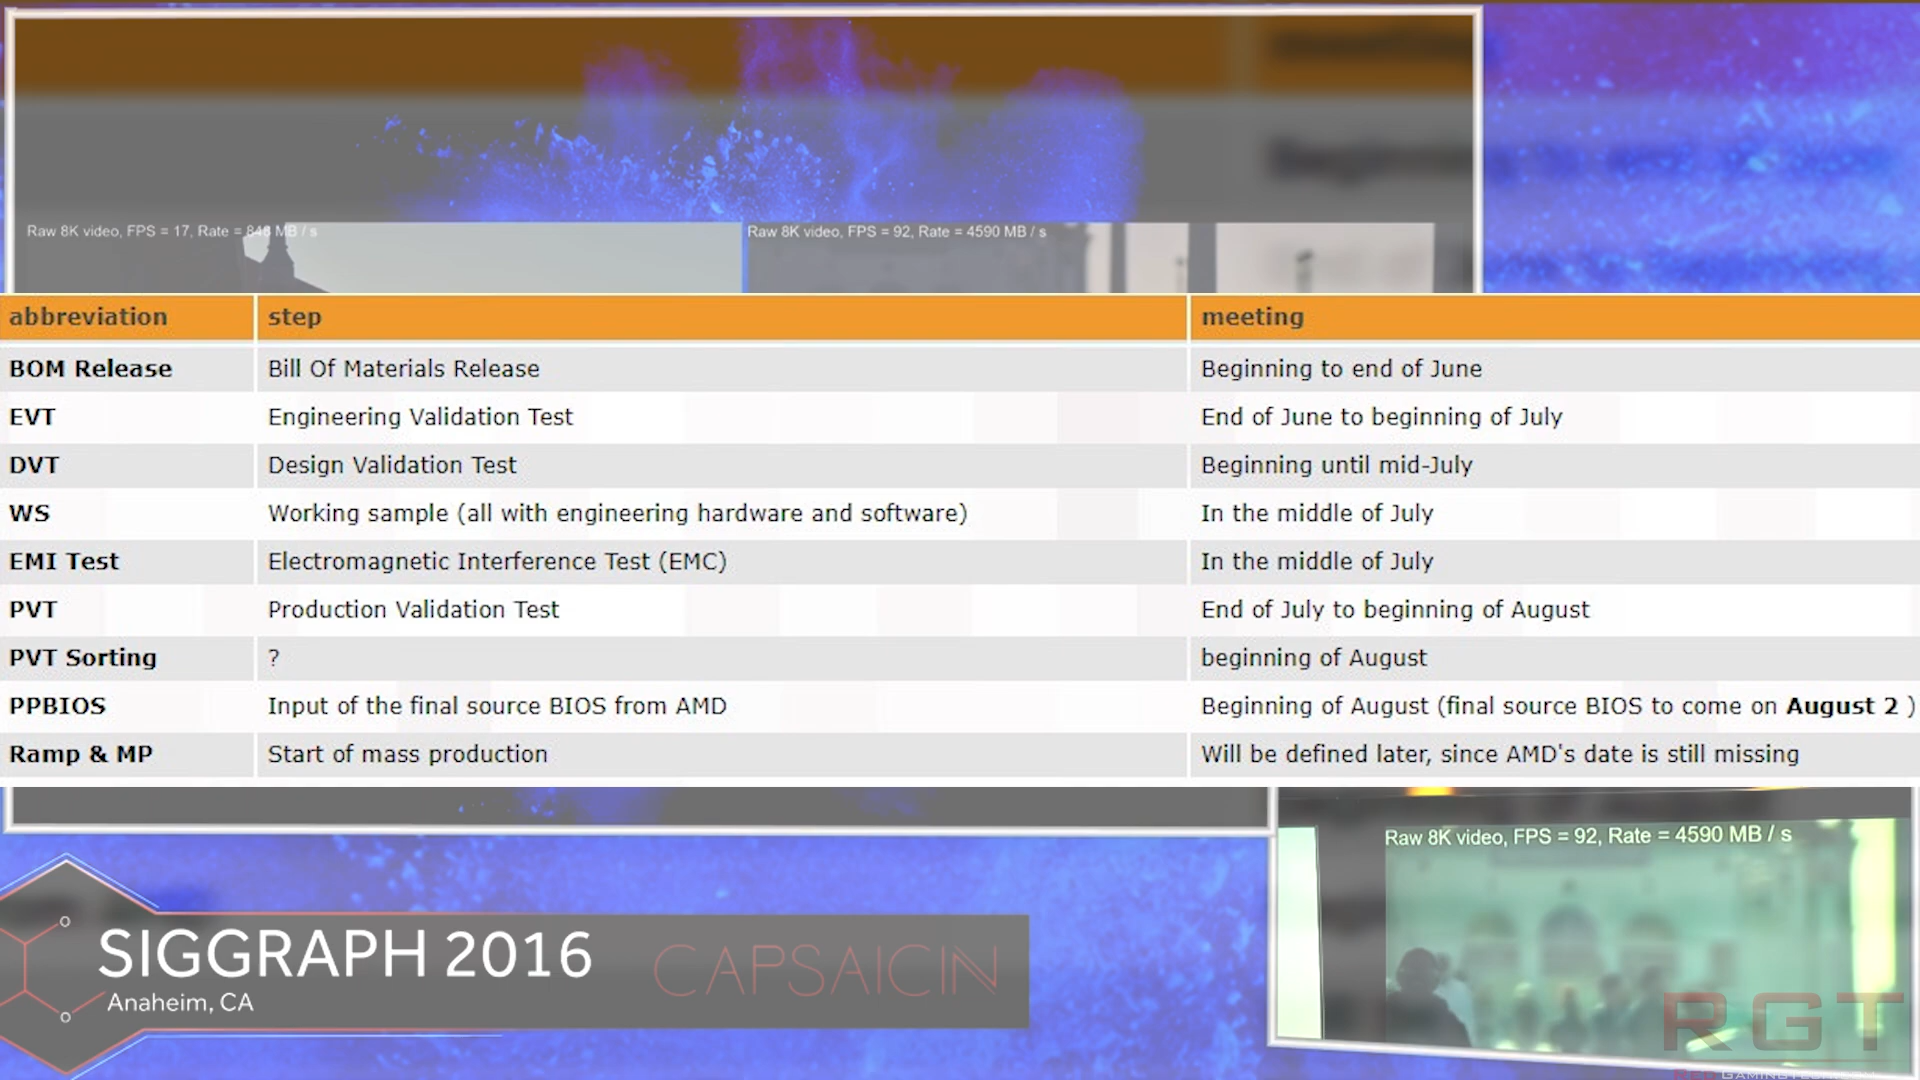 meeting
Beginning
Raw 8K video, FPS = 17, Rate = 848 MB / s
Raw 8K video, FPS = 92, Rate = 4590 MB / s
abbreviation step meeting
BOM Release Bill Of Materials Release Beginning to end of June
EVT Engineering Validation Test End of June to beginning of July
DVT Design Validation Test Beginning until mid-July
WS Working sample (all with engineering hardware and software) In the middle of July
EMI Test Electromagnetic Interference Test (EMC) In the middle of July
PVT Production Validation Test End of July to beginning of August
PVT Sorting ? beginning of August
PPBIOS Input of the final source BIOS from AMD Beginning of August (final source BIOS to come on August 2 )
Ramp & MP Start of mass production Will be defined later, since AMD's date is still missing
Raw 8K video, FPS = 92, Rate = 4590 MB / s
SIGGRAPH 2016
CAPSAICIN
Anaheim, CA
RGT